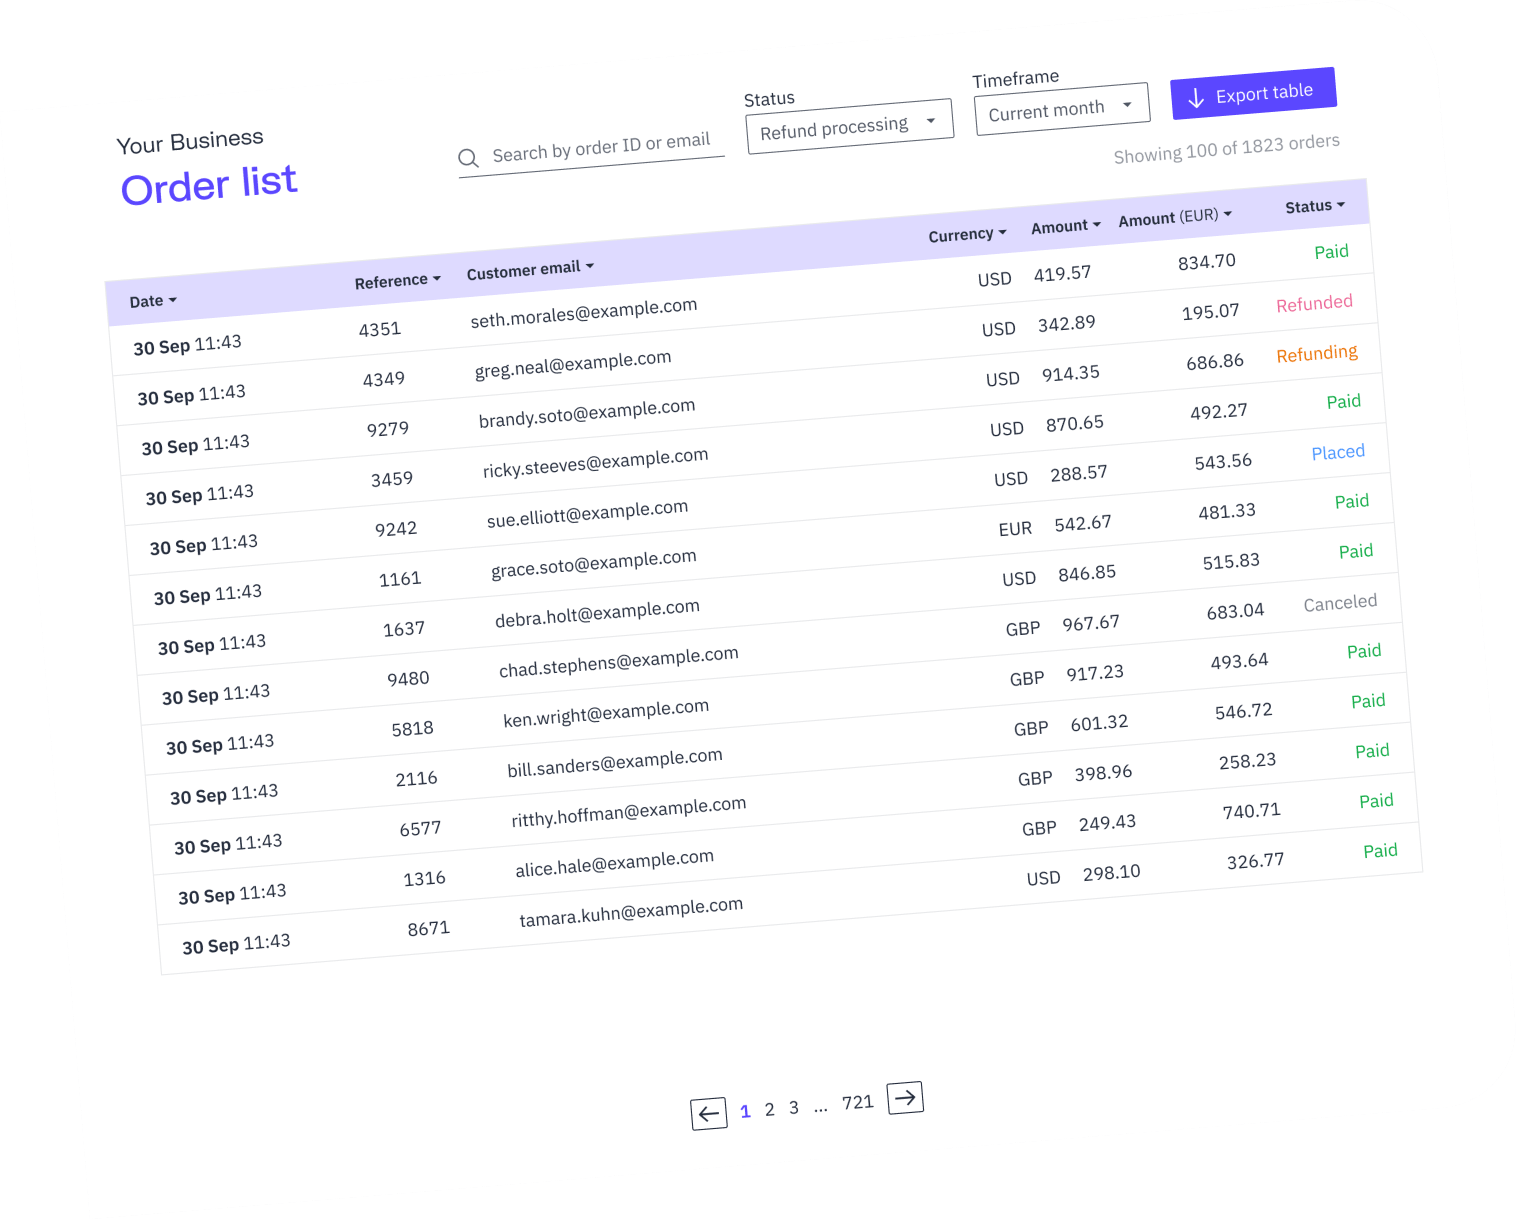 Your Business
Order list
Search by order ID or email
Status
Refund processing
Timeframe
Current month
Export table
Showing 100 of 1823 orders
Date Reference Customer email Currency Amount Amount (EUR) Status
30 Sep 11:43 4351 seth.morales@example.com USD 419.57 834.70 Paid
30 Sep 11:43 4349 greg.neal@example.com USD 342.89 195.07 Refunded
30 Sep 11:43 9279 brandy.soto@example.com USD 914.35 686.86 Refunding
30 Sep 11:43 3459 ricky.steeves@example.com USD 870.65 492.27 Paid
30 Sep 11:43 9242 sue.elliott@example.com USD 288.57 543.56 Placed
30 Sep 11:43 1161 grace.soto@example.com EUR 542.67 481.33 Paid
30 Sep 11:43 1637 debra.holt@example.com USD 846.85 515.83 Paid
30 Sep 11:43 9480 chad.stephens@example.com GBP 967.67 683.04 Canceled
30 Sep 11:43 5818 ken.wright@example.com GBP 917.23 493.64 Paid
30 Sep 11:43 2116 bill.sanders@example.com GBP 601.32 546.72 Paid
30 Sep 11:43 6577 ritthy.hoffman@example.com GBP 398.96 258.23 Paid
30 Sep 11:43 1316 alice.hale@example.com GBP 249.43 740.71 Paid
30 Sep 11:43 8671 tamara.kuhn@example.com USD 298.10 326.77 Paid
1 2 3 ... 721